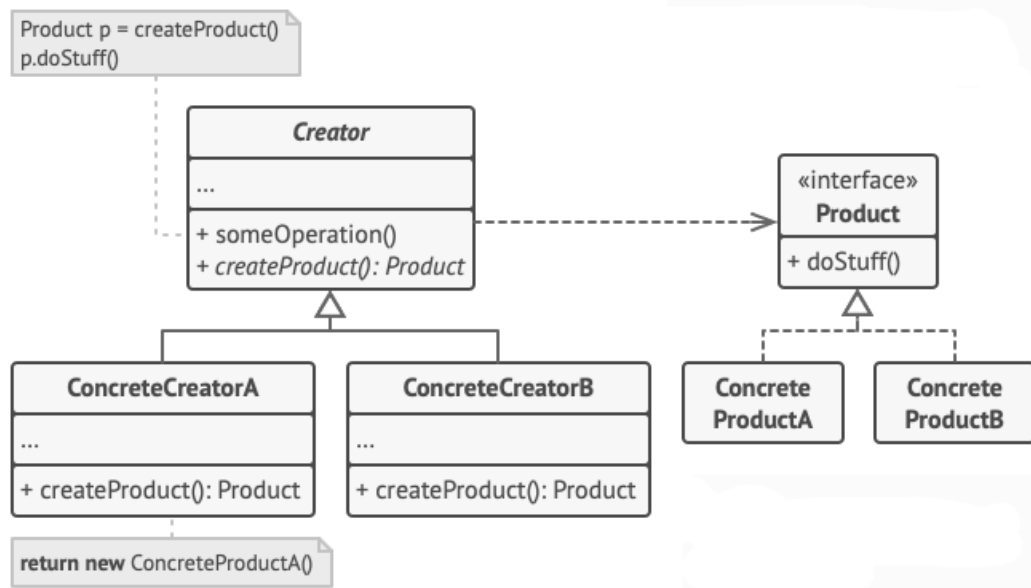 Product p = createProduct()
p.doStuff()
Creator
...
+ someOperation()
+ createProduct(): Product
«interface»
Product
+ doStuff()
ConcreteCreatorA
...
+ createProduct(): Product
ConcreteCreatorB
...
+ createProduct(): Product
Concrete
ProductA
Concrete
ProductB
return new ConcreteProductA()